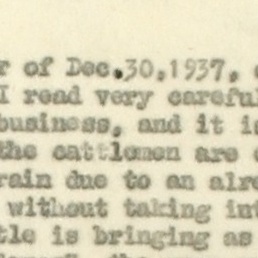 r of Dec.30,1937,
I read very careful
business, and it is
the cattlemen are
rain due to an alre
without taking int
tle is bringing as